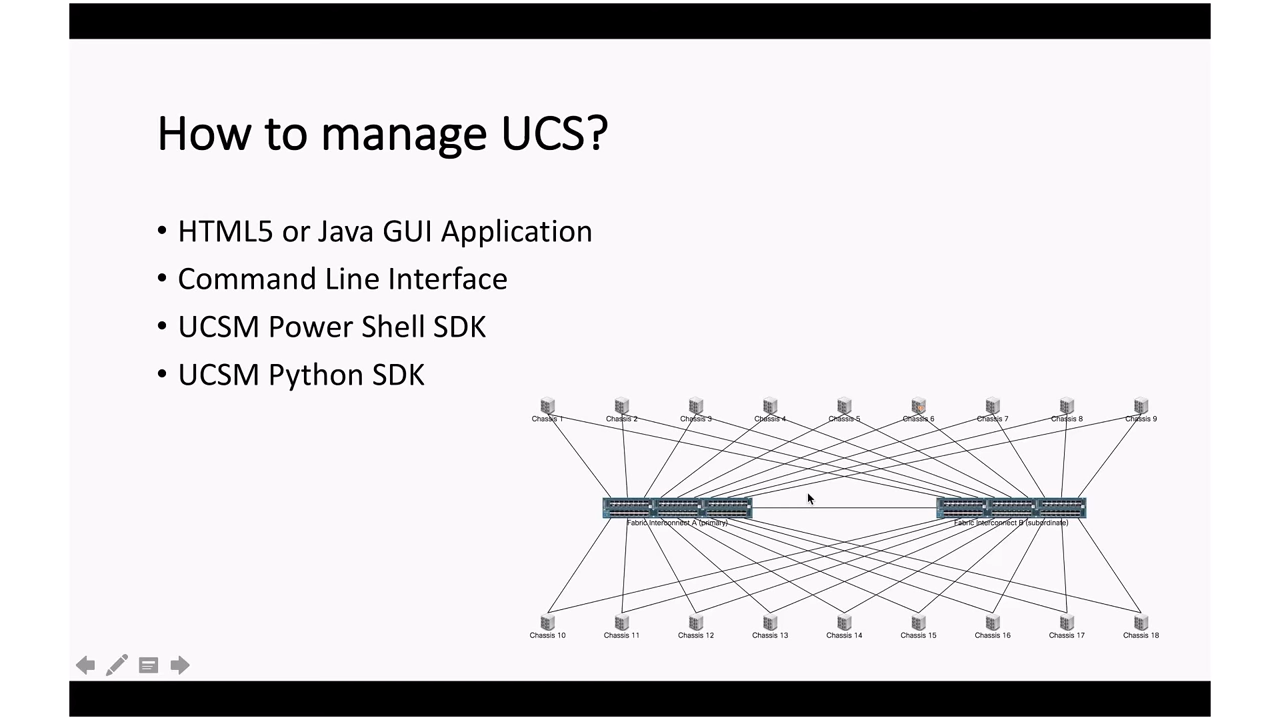 How to manage UCS?
• HTML5 or Java GUI Application
• Command Line Interface
• UCSM Power Shell SDK
• UCSM Python SDK
Chassis 1 Chassis 2 Chassis 3 Chassis 4 Chassis 5 Chassis 6 Chassis 7 Chassis 8 Chassis 9
Fabric Interconnect A (primary) Fabric Interconnect B (subordinate)
Chassis 10 Chassis 11 Chassis 12 Chassis 13 Chassis 14 Chassis 15 Chassis 16 Chassis 17 Chassis 18